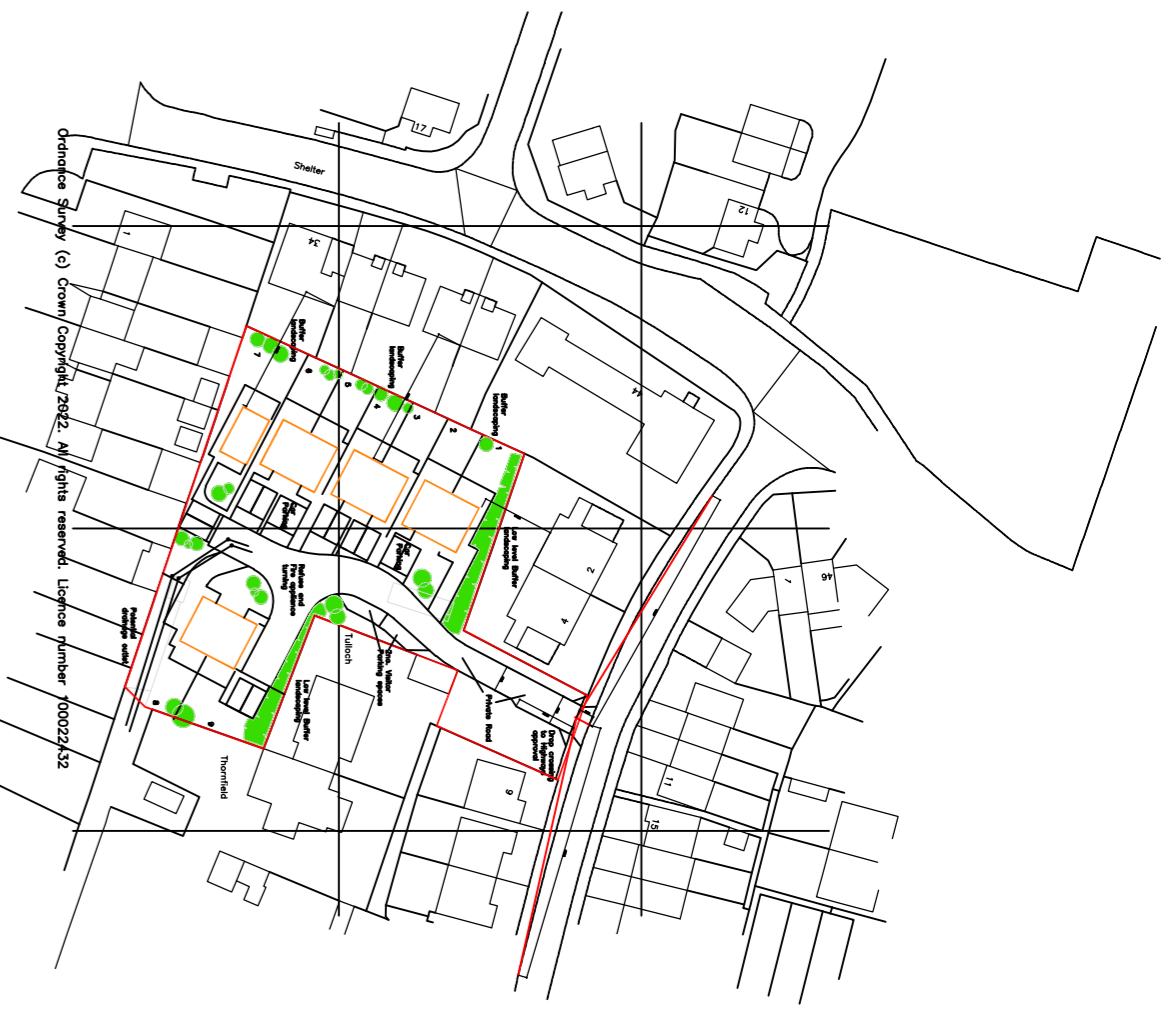 17
Shelter
12
34
1
Buffer
landscaping
7
6
5
Buffer
landscaping
4
3
2
Buffer
landscaping
1
44
Low level Buffer
landscaping
2
4
46
7
Car
Parking
Car
Parking
Refuse and
Fire appliance
turning
Tulloch
2no. Visitor
Parking spaces
Private Road
Drop crossing
to Highways
approval
Potential
drainage outlet
Low level Buffer
landscaping
8
9
Thornfield
9
11
15
Ordnance Survey (c) Crown Copyright 2022. All rights reserved. Licence number 100022432